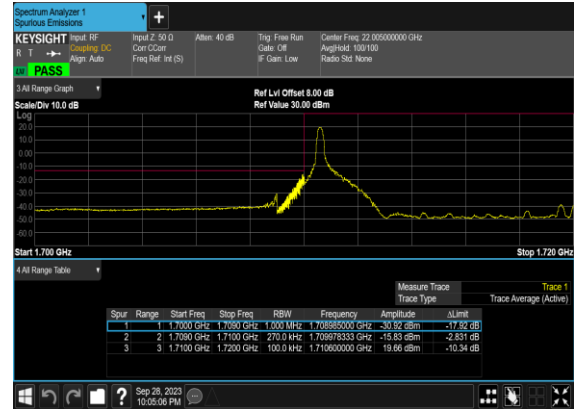 Spectrum Analyzer 1
Spurious Emissions
KEYSIGHT Input: RF Input Z: 50 Ω Atten: 40 dB Trig: Free Run Center Freq: 22.005000000 GHz
R T Coupling: DC Corr CCorr Gate: Off Avg|Hold: 100/100
Align: Auto Freq Ref: Int (S) IF Gain: Low Radio Std: None
PASS
3 All Range Graph Ref Lvl Offset 8.00 dB
Scale/Div 10.0 dB Ref Value 30.00 dBm
Log
20.0
10.0
0.00
-10.0
-20.0
-30.0
-40.0
-50.0
-60.0
Start 1.700 GHz Stop 1.720 GHz
4 All Range Table
Measure Trace Trace 1
Trace Type Trace Average (Active)
Spur Range Start Freq Stop Freq RBW Frequency Amplitude ΔLimit
1 1 1.7000 GHz 1.7090 GHz 1.000 MHz 1.708985000 GHz -30.92 dBm -17.92 dB
2 2 1.7090 GHz 1.7100 GHz 270.0 kHz 1.709978333 GHz -15.83 dBm -2.831 dB
3 3 1.7100 GHz 1.7200 GHz 100.0 kHz 1.710600000 GHz 19.66 dBm -10.34 dB
Sep 28, 2023
10:05:06 PM